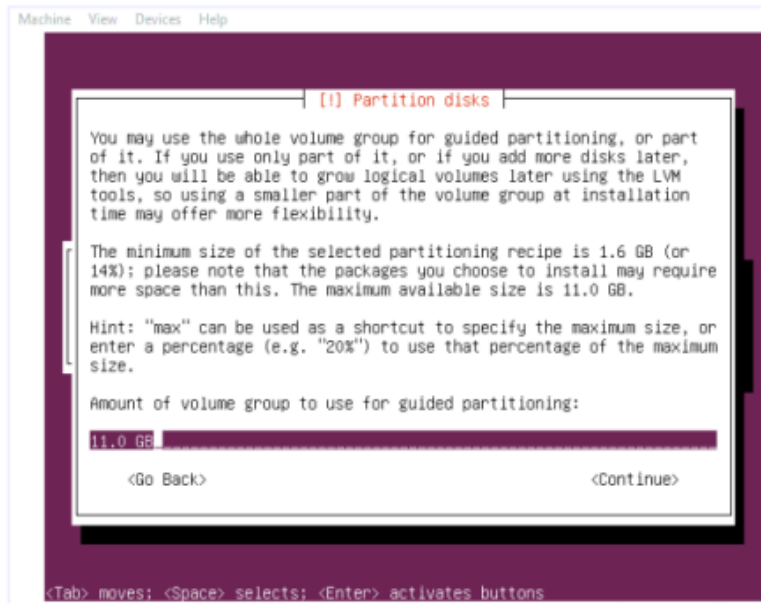 Machine View Devices Help
[!] Partition disks
You may use the whole volume group for guided partitioning, or part
of it. If you use only part of it, or if you add more disks later,
then you will be able to grow logical volumes later using the LVM
tools, so using a smaller part of the volume group at installation
time may offer more flexibility.
The minimum size of the selected partitioning recipe is 1.6 GB (or
14%); please note that the packages you choose to install may require
more space than this. The maximum available size is 11.0 GB.
Hint: "max" can be used as a shortcut to specify the maximum size, or
enter a percentage (e.g. "20%") to use that percentage of the maximum
size.
Amount of volume group to use for guided partitioning:
11.0 GB
<Go Back> <Continue>
<Tab> moves; <Space> selects; <Enter> activates buttons